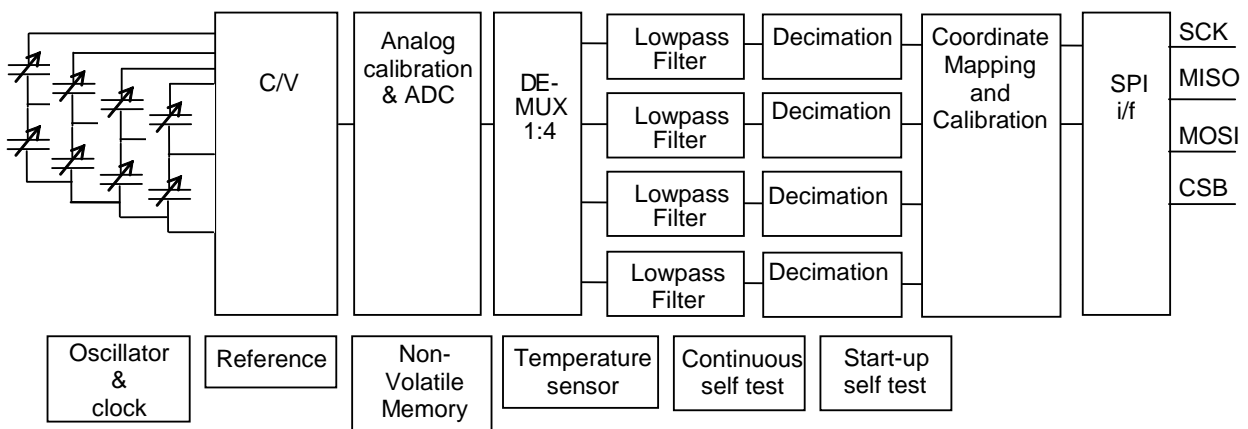 C/V
Analog
calibration
& ADC
DE-
MUX
1:4
Lowpass
Filter
Decimation
Lowpass
Filter
Decimation
Lowpass
Filter
Decimation
Lowpass
Filter
Decimation
Coordinate
Mapping
and
Calibration
SPI
i/f
SCK
MISO
MOSI
CSB
Oscillator
&
clock
Reference
Non-
Volatile
Memory
Temperature
sensor
Continuous
self test
Start-up
self test